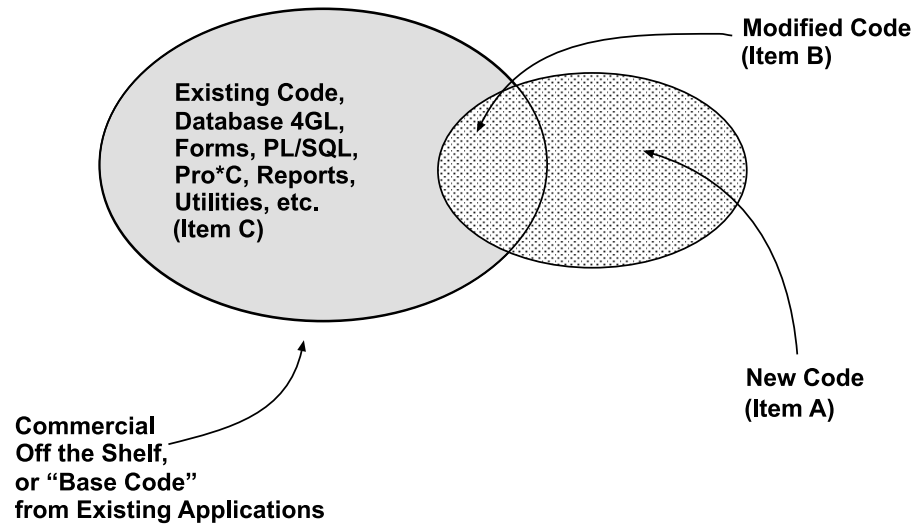 Modified Code
(Item B)
Existing Code,
Database 4GL,
Forms, PL/SQL,
Pro*C, Reports,
Utilities, etc.
(Item C)
New Code
(Item A)
Commercial
Off the Shelf,
or “Base Code”
from Existing Applications